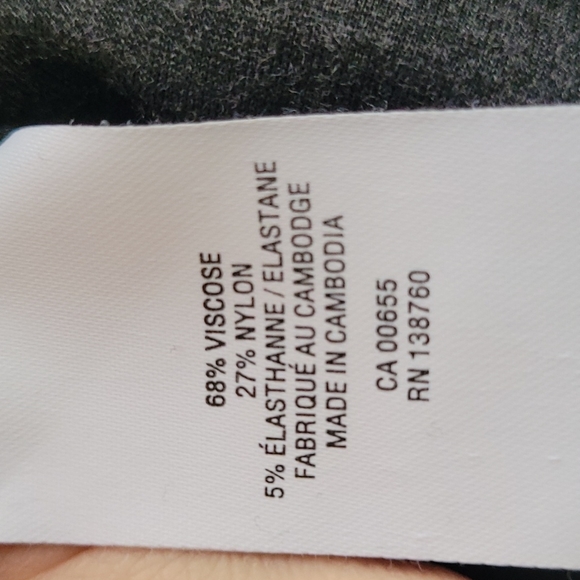 68% VISCOSE
27% NYLON
5% ÉLASTHANNE / ELASTANE
FABRIQUÉ AU CAMBODGE
MADE IN CAMBODIA
CA 00655
RN 138760